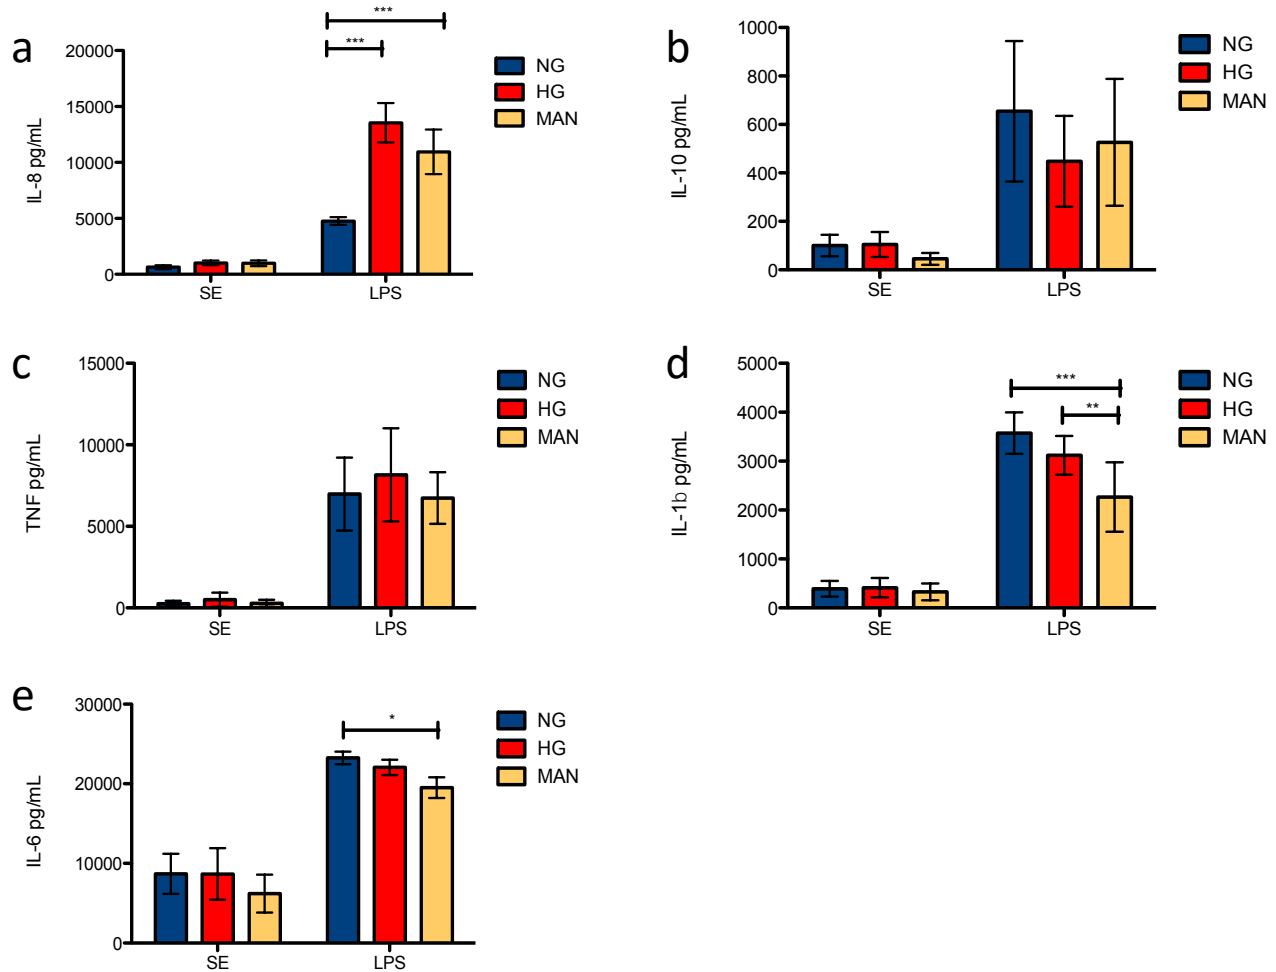 a
***
***
20000
15000
10000
5000
0
IL-8 pg/mL
SE
LPS
NG
HG
MAN
b
1000
800
600
400
200
0
IL-10 pg/mL
SE
LPS
NG
HG
MAN
c
15000
10000
5000
0
TNF pg/mL
SE
LPS
NG
HG
MAN
d
***
**
5000
4000
3000
2000
1000
0
IL-1b pg/mL
SE
LPS
NG
HG
MAN
e
*
30000
20000
10000
0
IL-6 pg/mL
SE
LPS
NG
HG
MAN